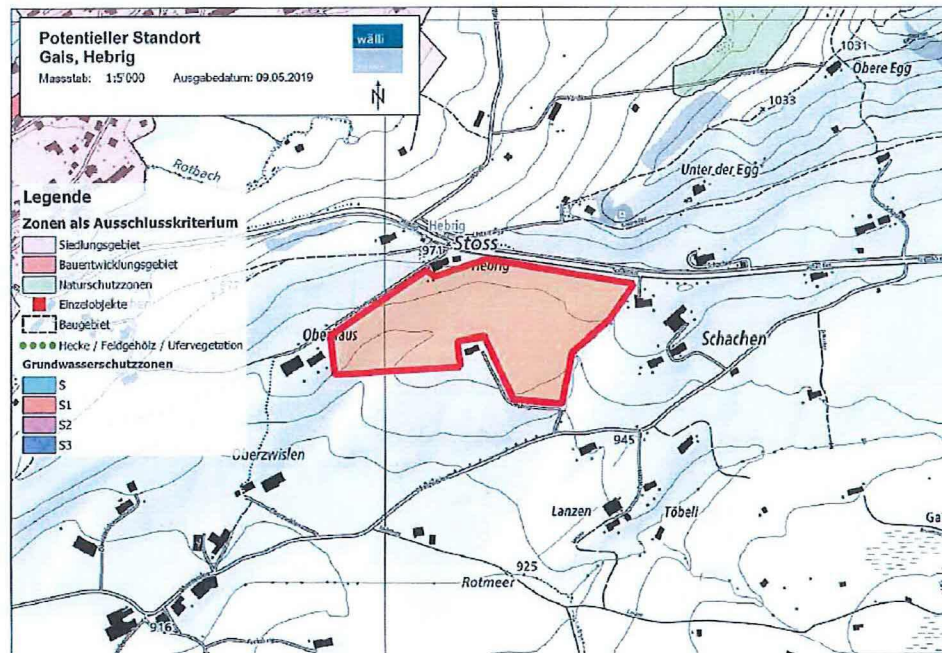 Potentieller Standort
Gais, Hebrig
Massstab: 1:5'000 Ausgabedatum: 09.05.2019
wälli
N
1031
Obere Egg
1033
Rotbach
Unter der Egg
Legende
Zonen als Ausschlusskriterium
Siedlungsgebiet
Bauentwicklungsgebiet
Naturschutzzonen
Einzelobjekte
Baugebiet
Hecke / Feldgehölz / Ufervegetation
Grundwasserschutzzonen
S
S1
S2
S3
Hebrig
Stoss
971
Hebrig
Oberhaus
Schachen
Oberzwislen
945
Lanzen
Töbeli
Ga
925
Rotmeer
916